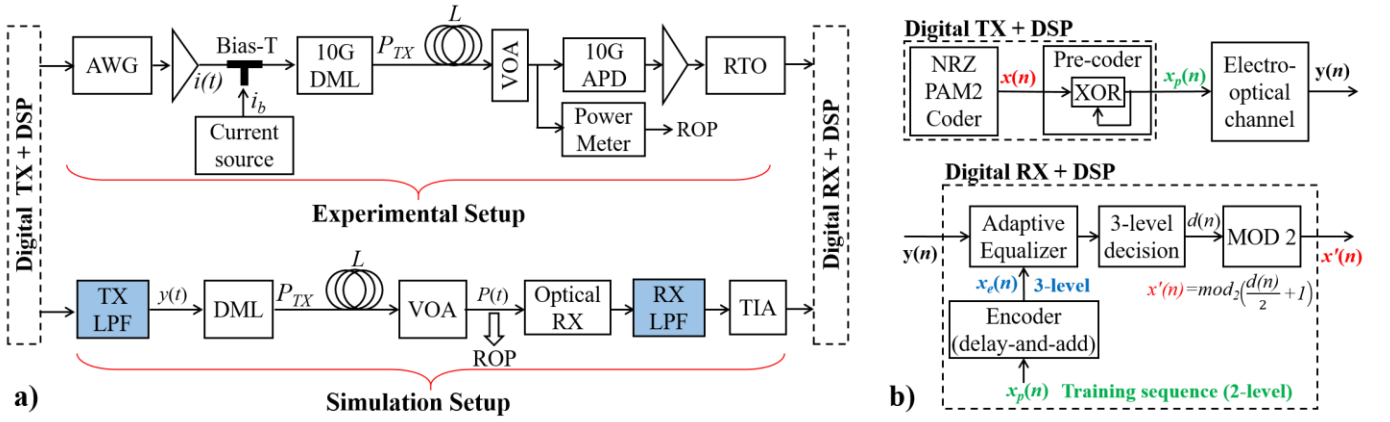 Digital TX + DSP
AWG
i(t)
Bias-T
i_b
Current
source
10G
DML
P_TX
L
VOA
10G
APD
Power
Meter
ROP
RTO
Digital RX + DSP
Experimental Setup
TX
LPF
y(t)
DML
P_TX
L
VOA
P(t)
ROP
Optical
RX
RX
LPF
TIA
Simulation Setup
a)
Digital TX + DSP
NRZ
PAM2
Coder
x(n)
Pre-coder
XOR
x_p(n)
Electro-
optical
channel
y(n)
Digital RX + DSP
y(n)
Adaptive
Equalizer
3-level
decision
d(n)
MOD 2
x'(n)
x_e(n) 3-level
x'(n)=mod_2(d(n)/2 +1)
Encoder
(delay-and-add)
x_p(n) Training sequence (2-level)
b)